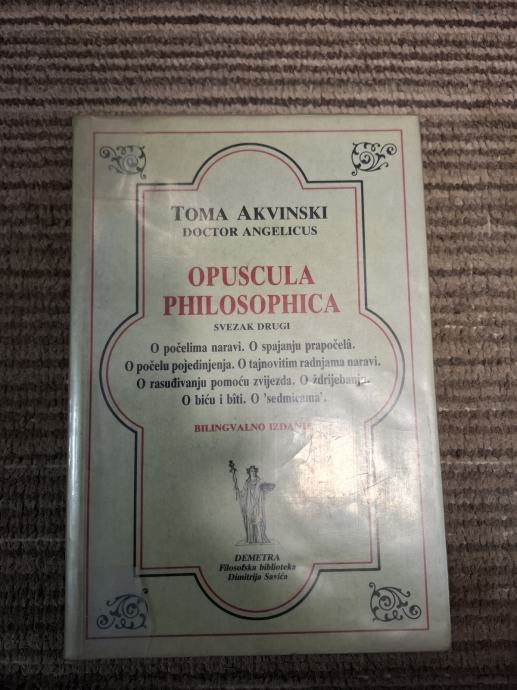 TOMA AKVINSKI
DOCTOR ANGELICUS
OPUSCULA
PHILOSOPHICA
SVEZAK DRUGI
O počelima naravi. O spajanju prapočelâ.
O počelu pojedinjenja. O tajnovitim radnjama naravi.
O rasuđivanju pomoću zvijezda. O ždrijebanju.
O biću i bîti. O 'sedmicama'.
BILINGVALNO IZDANJE
DEMETRA
Filosofska biblioteka
Dimitrija Savića